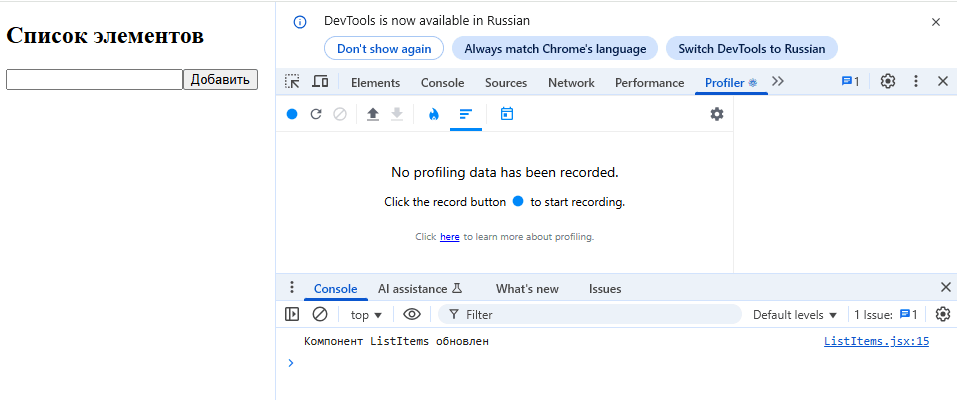 Список элементов
Добавить
DevTools is now available in Russian
Don't show again Always match Chrome's language Switch DevTools to Russian
Elements Console Sources Network Performance Profiler 1
No profiling data has been recorded.
Click the record button to start recording.
Click here to learn more about profiling.
Console AI assistance What's new Issues
top Filter Default levels 1 Issue: 1
Компонент ListItems обновлен ListItems.jsx:15